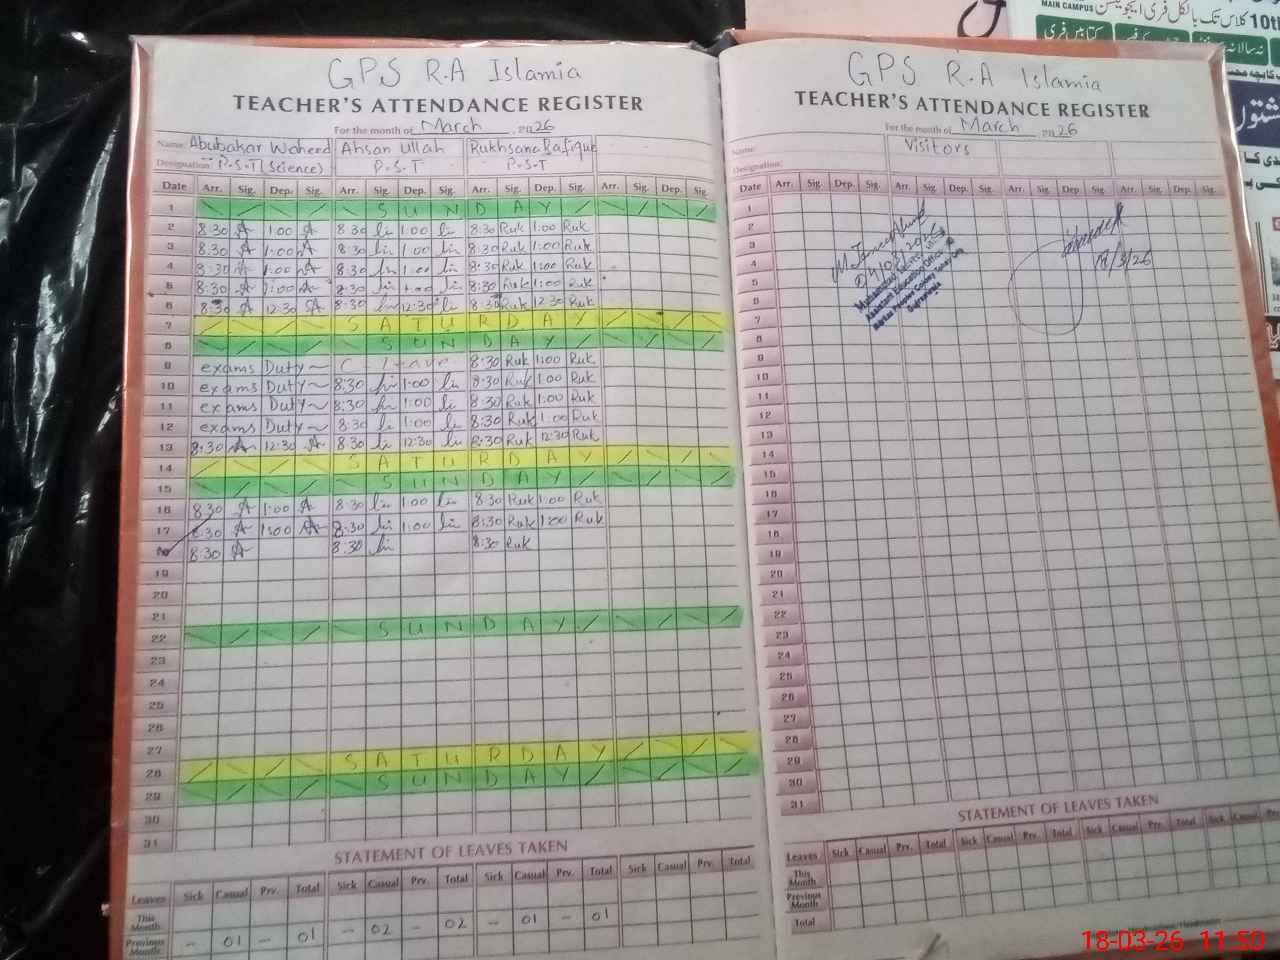 GPS R.A Islamia
TEACHER'S ATTENDANCE REGISTER
For the month of March, 2026
Name: Abubakar Waheed Ahsan Ullah Rukhsana Rafique
Designation: P.S.T (Science) P.S.T P.S.T
Date Arr. Sig. Dep. Sig. Arr. Sig. Dep. Sig. Arr. Sig. Dep. Sig. Arr. Sig. Dep. Sig.
1 SUNDAY
2 8:30 A 1:00 A 8:30 1:00 8:30 Ruk 1:00 Ruk
3 8:30 A 1:00 A 8:30 1:00 8:30 Ruk 1:00 Ruk
4 8:30 A 1:00 A 8:30 1:00 8:30 Ruk 1:00 Ruk
5 8:30 A 1:00 A 8:30 1:00 8:30 Ruk 1:00 Ruk
6 8:30 A 12:30 A 8:30 12:30 8:30 Ruk 12:30 Ruk
7 SATURDAY
8 SUNDAY
9 exams Duty C-Leave 8:30 Ruk 1:00 Ruk
10 exams Duty 8:30 1:00 8:30 Ruk 1:00 Ruk
11 exams Duty 8:30 1:00 8:30 Ruk 1:00 Ruk
12 exams Duty 8:30 1:00 8:30 Ruk 1:00 Ruk
13 8:30 A 12:30 A 8:30 12:30 8:30 Ruk 12:30 Ruk
14 SATURDAY
15 SUNDAY
16 8:30 A 1:00 A 8:30 1:00 8:30 Ruk 1:00 Ruk
17 8:30 A 1:00 A 8:30 1:00 8:30 Ruk 1:00 Ruk
8:30 A 8:30 8:30 Ruk
19
20
21
22 SUNDAY
23
24
25
26
27
28 SATURDAY
29 SUNDAY
30
31
STATEMENT OF LEAVES TAKEN
Leaves Sick Casual Prv. Total Sick Casual Prv. Total Sick Casual Prv. Total Sick Casual Prv. Total
This Month
Previous Month - 01 - 01 - 02 - 02 - 01 - 01
GPS R.A Islamia
TEACHER'S ATTENDANCE REGISTER
For the month of March, 2026
Name: Visitors
Designation:
Date Arr. Sig. Dep. Sig. Arr. Sig. Dep. Sig. Arr. Sig. Dep. Sig. Arr. Sig. Dep. Sig.
1
2
3
4
5
6
7
8
9
10
11
12
13
14
15
16
17
18
19
20
21
22
23
24
25
26
27
28
29
30
31
18/3/26
STATEMENT OF LEAVES TAKEN
Leaves Sick Casual Prv. Total Sick Casual Prv. Total Sick Casual Prv. Total Sick Casual Prv. Total
This Month
Previous Month
Total
MAIN CAMPUS
18-03-26 11:50